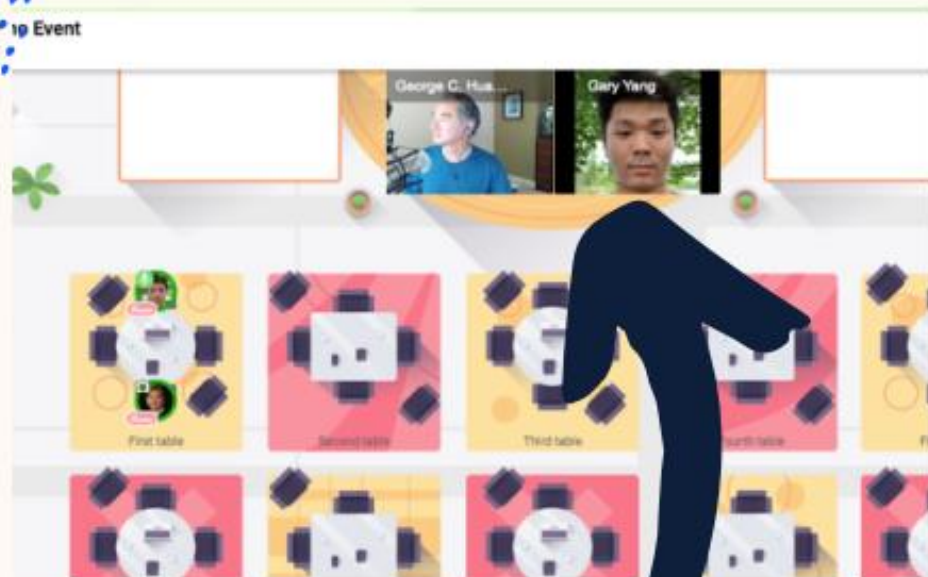 Event
George C. Hua...
Gary Yang
First table
Second table
Third table
Fourth table